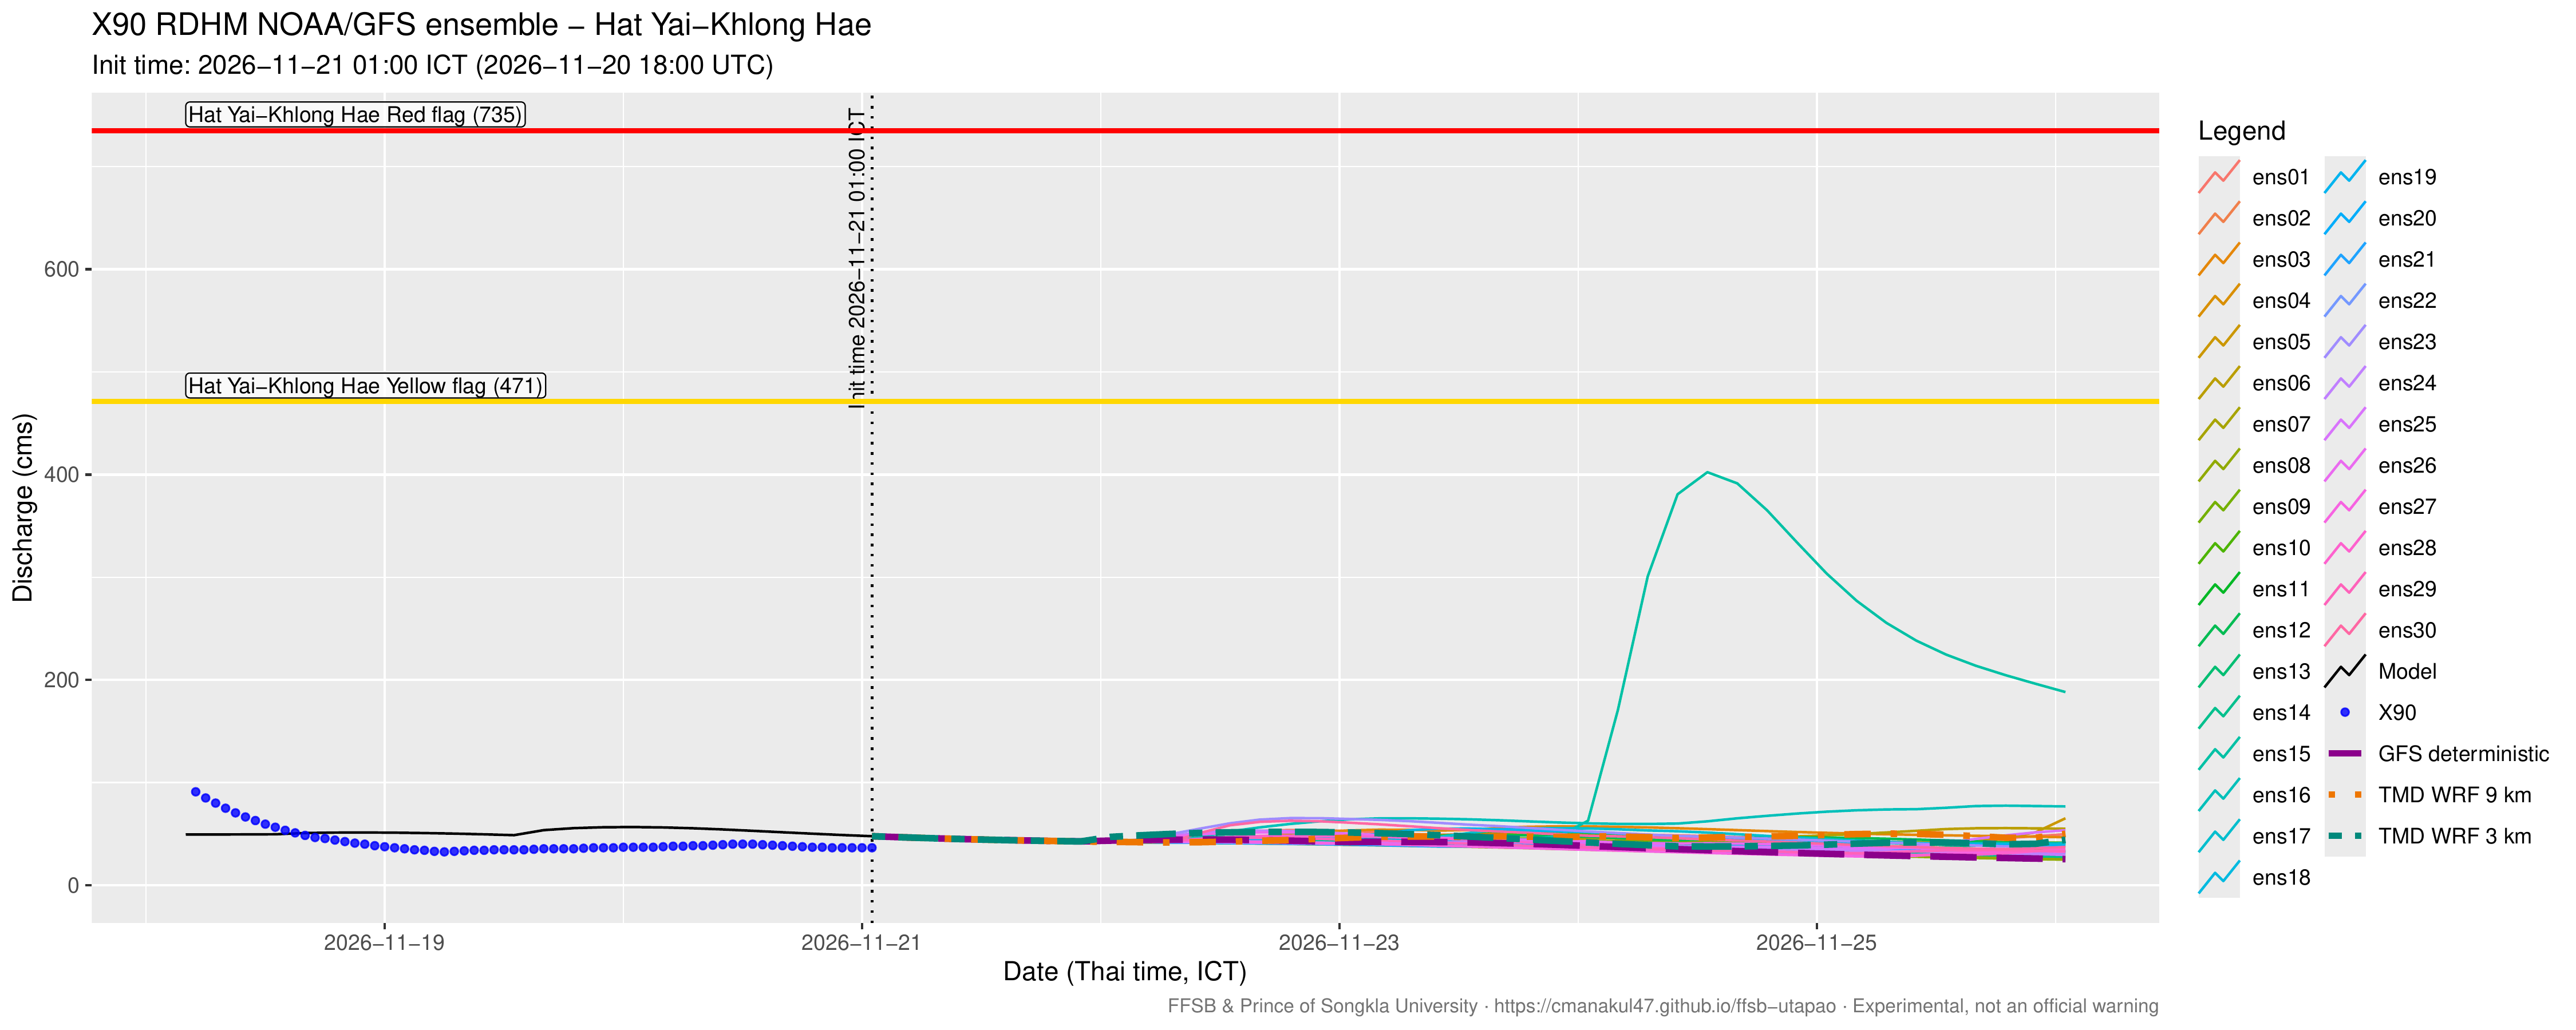 X90 RDHM NOAA/GFS ensemble – Hat Yai–Khlong Hae
Init time: 2026–11–21 01:00 ICT (2026–11–20 18:00 UTC)
Hat Yai–Khlong Hae Red flag (735)
Hat Yai–Khlong Hae Yellow flag (471)
Init time 2026–11–21 01:00 ICT
Discharge (cms)
600
400
200
0
2026–11–19
2026–11–21
2026–11–23
2026–11–25
Date (Thai time, ICT)
Legend
ens01
ens02
ens03
ens04
ens05
ens06
ens07
ens08
ens09
ens10
ens11
ens12
ens13
ens14
ens15
ens16
ens17
ens18
ens19
ens20
ens21
ens22
ens23
ens24
ens25
ens26
ens27
ens28
ens29
ens30
Model
X90
GFS deterministic
TMD WRF 9 km
TMD WRF 3 km
FFSB & Prince of Songkla University · https://cmanakul47.github.io/ffsb–utapao · Experimental, not an official warning